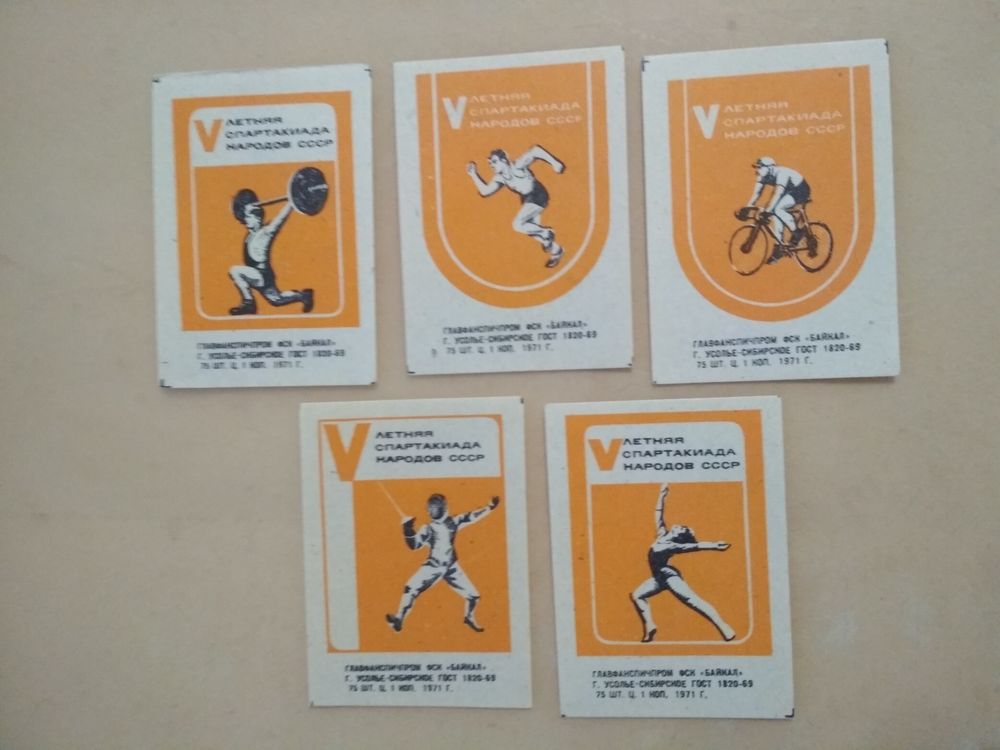 V ЛЕТНЯЯ
СПАРТАКИАДА
НАРОДОВ СССР
ГЛАВФАНСПИЧПРОМ ФСК «БАЙКАЛ»
Г. УСОЛЬЕ-СИБИРСКОЕ ГОСТ 1820-69
75 ШТ. Ц. 1 КОП. 1971 Г.
V ЛЕТНЯЯ
СПАРТАКИАДА
НАРОДОВ СССР
ГЛАВФАНСПИЧПРОМ ФСК «БАЙКАЛ»
Г. УСОЛЬЕ-СИБИРСКОЕ ГОСТ 1820-69
75 ШТ. Ц. 1 КОП. 1971 Г.
V ЛЕТНЯЯ
СПАРТАКИАДА
НАРОДОВ СССР
ГЛАВФАНСПИЧПРОМ ФСК «БАЙКАЛ»
Г. УСОЛЬЕ-СИБИРСКОЕ ГОСТ 1820-69
75 ШТ. Ц. 1 КОП. 1971 Г.
V ЛЕТНЯЯ
СПАРТАКИАДА
НАРОДОВ СССР
ГЛАВФАНСПИЧПРОМ ФСК «БАЙКАЛ»
Г. УСОЛЬЕ-СИБИРСКОЕ ГОСТ 1820-69
75 ШТ. Ц. 1 КОП. 1971 Г.
V ЛЕТНЯЯ
СПАРТАКИАДА
НАРОДОВ СССР
ГЛАВФАНСПИЧПРОМ ФСК «БАЙКАЛ»
Г. УСОЛЬЕ-СИБИРСКОЕ ГОСТ 1820-69
75 ШТ. Ц. 1 КОП. 1971 Г.